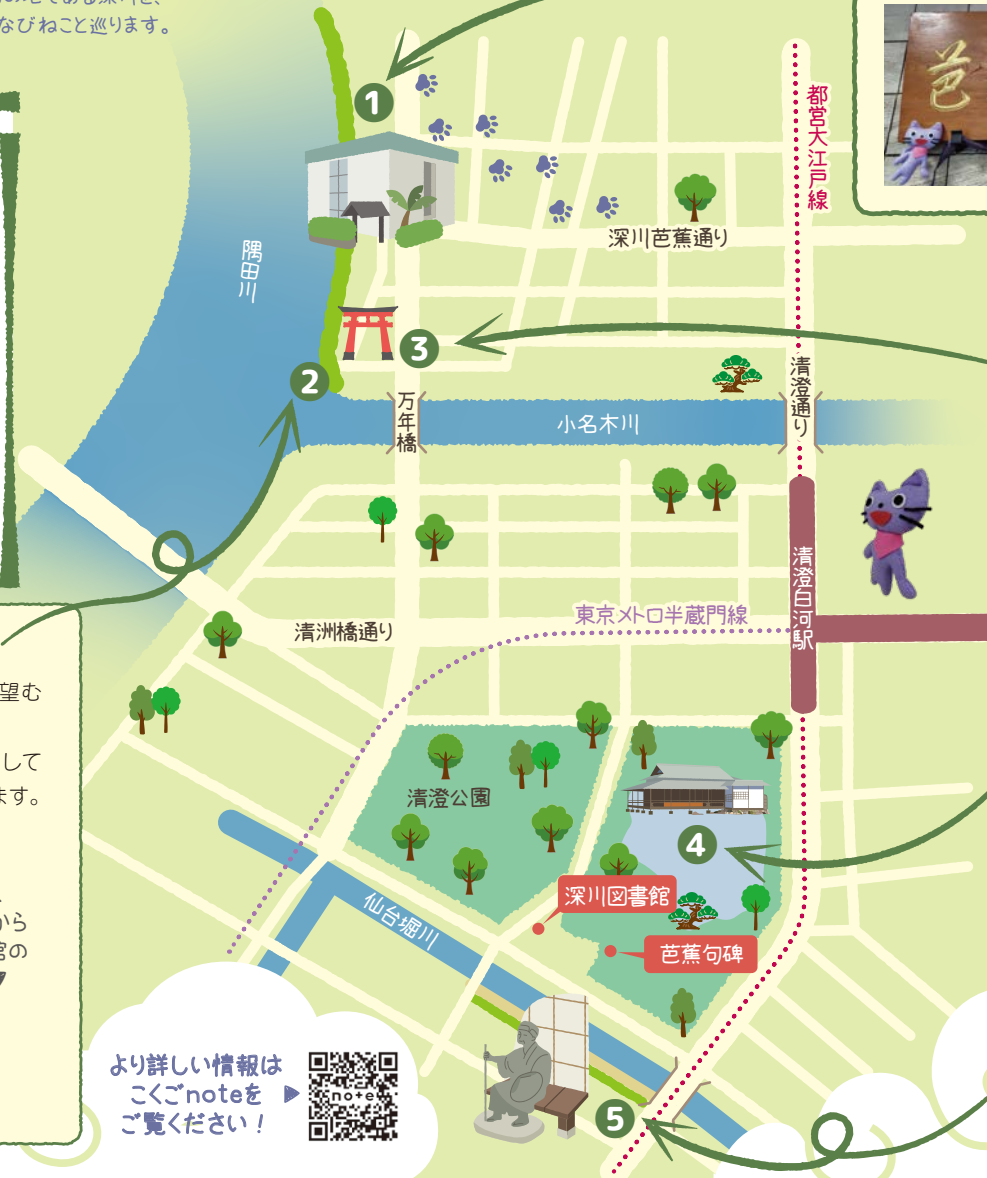 なびねこと巡ります。
芭
1
都営大江戸線
深川芭蕉通り
隅田川
3
2
万年橋
小名木川
清澄通り
清澄白河駅
東京メトロ半蔵門線
清洲橋通り
望む
して
ます。
から
館の
清澄公園
4
深川図書館
芭蕉句碑
仙台堀川
より詳しい情報は
こくごnoteを
ご覧ください！
note
5